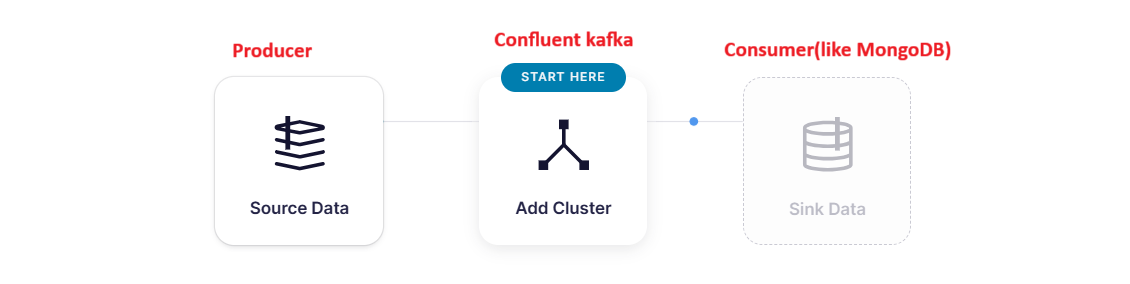 Producer
Confluent kafka
Consumer(like MongoDB)
START HERE
Source Data
Add Cluster
Sink Data